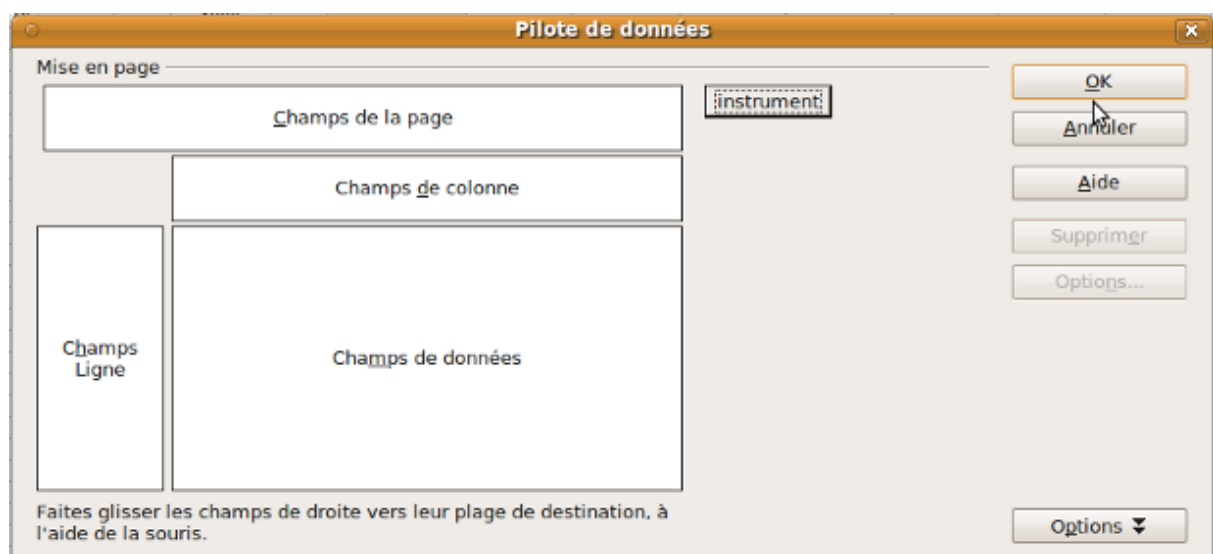 Pilote de données
Mise en page
Champs de la page
instrument
OK
Annuler
Champs de colonne
Aide
Supprimer
Options...
Champs
Ligne
Champs de données
Faites glisser les champs de droite vers leur plage de destination, à
l'aide de la souris.
Options